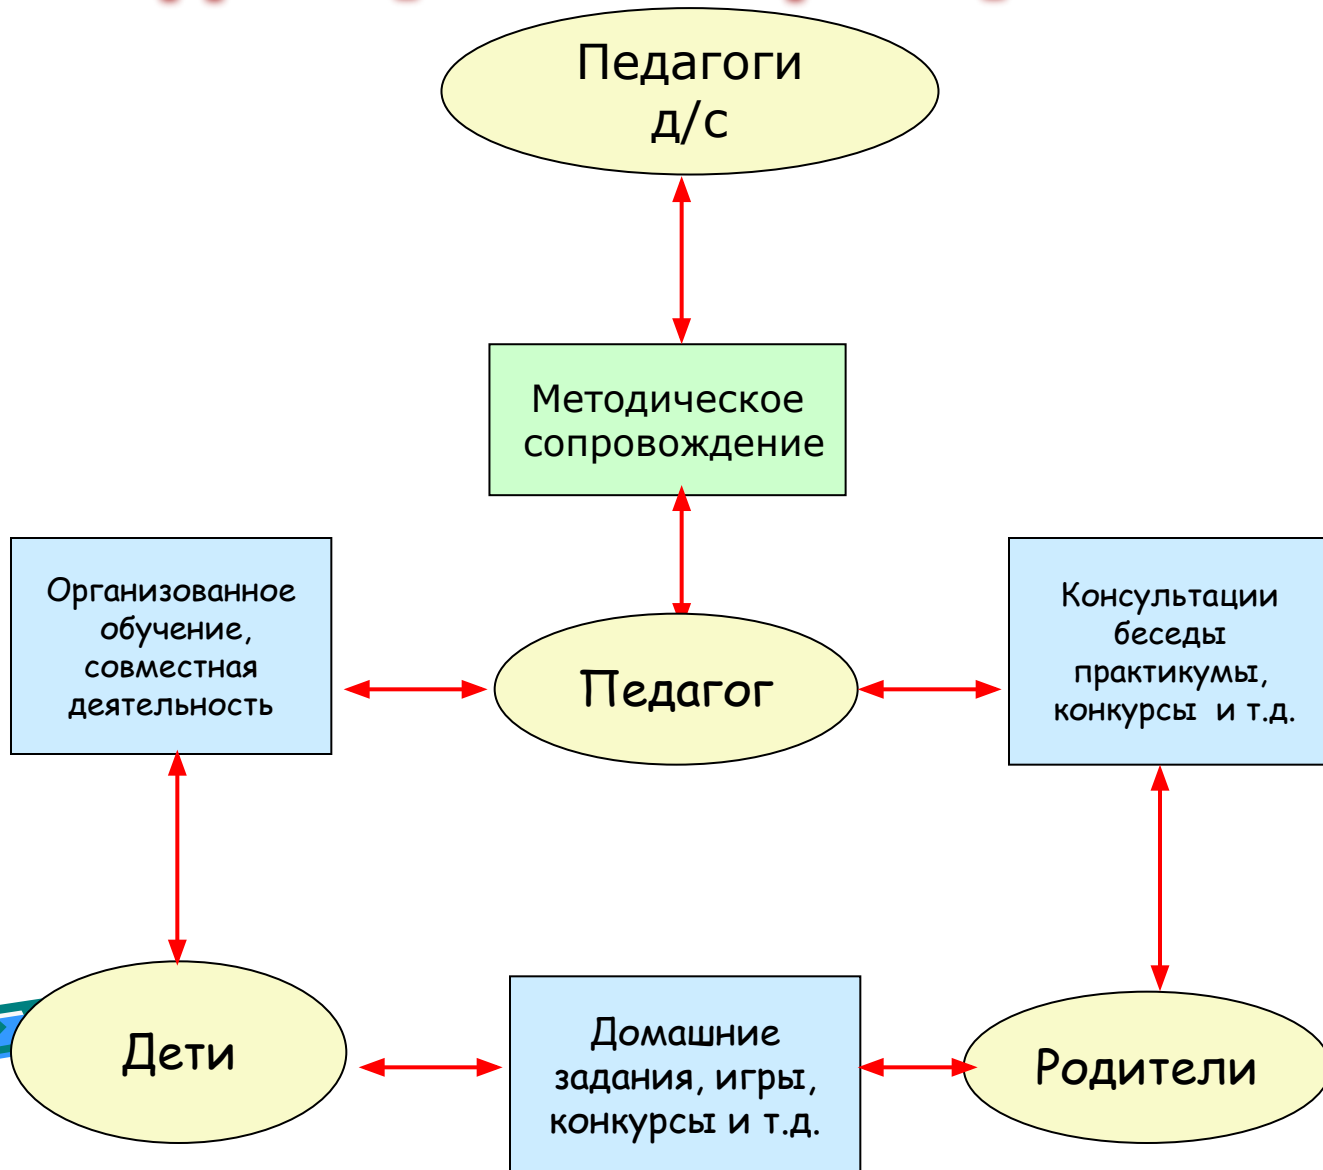 Педагоги
д/с
Методическое
сопровождение
Организованное
обучение,
совместная
деятельность
Педагог
Консультации
беседы
практикумы,
конкурсы и т.д.
Дети
Домашние
задания, игры,
конкурсы и т.д.
Родители